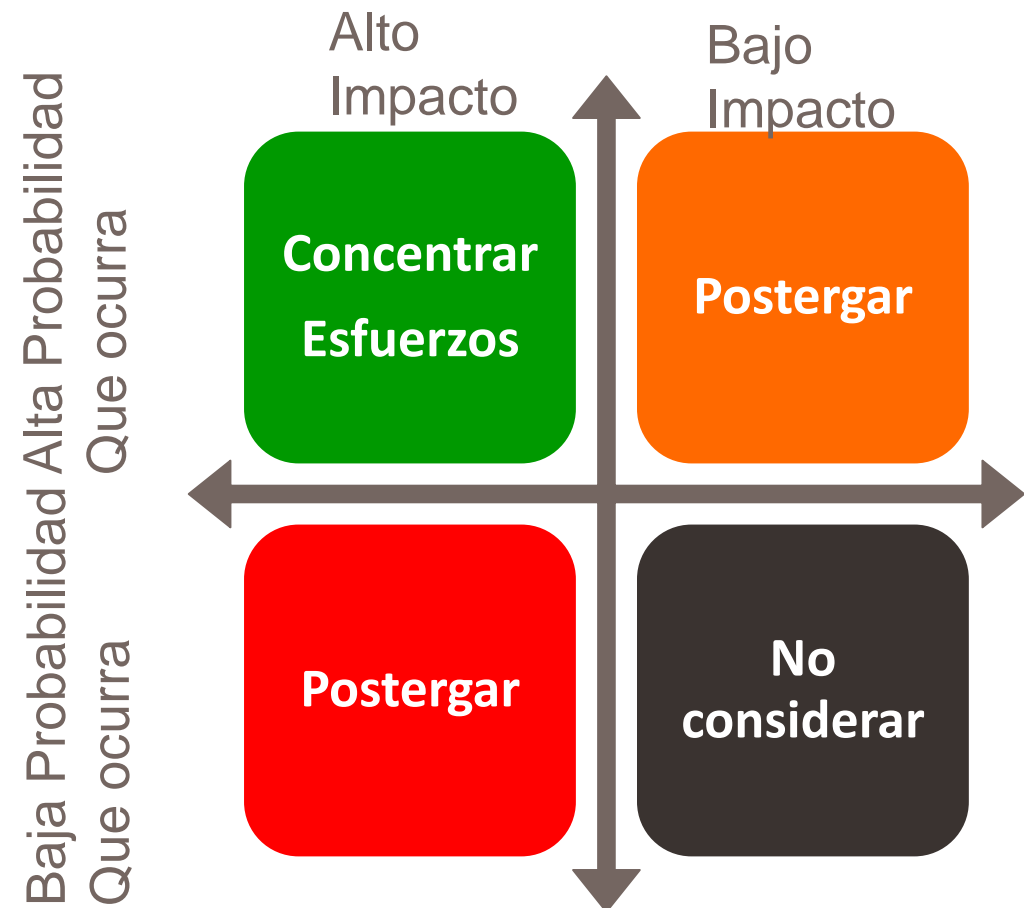 Alto
Impacto
Bajo
Impacto
Alta Probabilidad
Que ocurra
Concentrar
Esfuerzos
Postergar
Baja Probabilidad
Que ocurra
Postergar
No
considerar